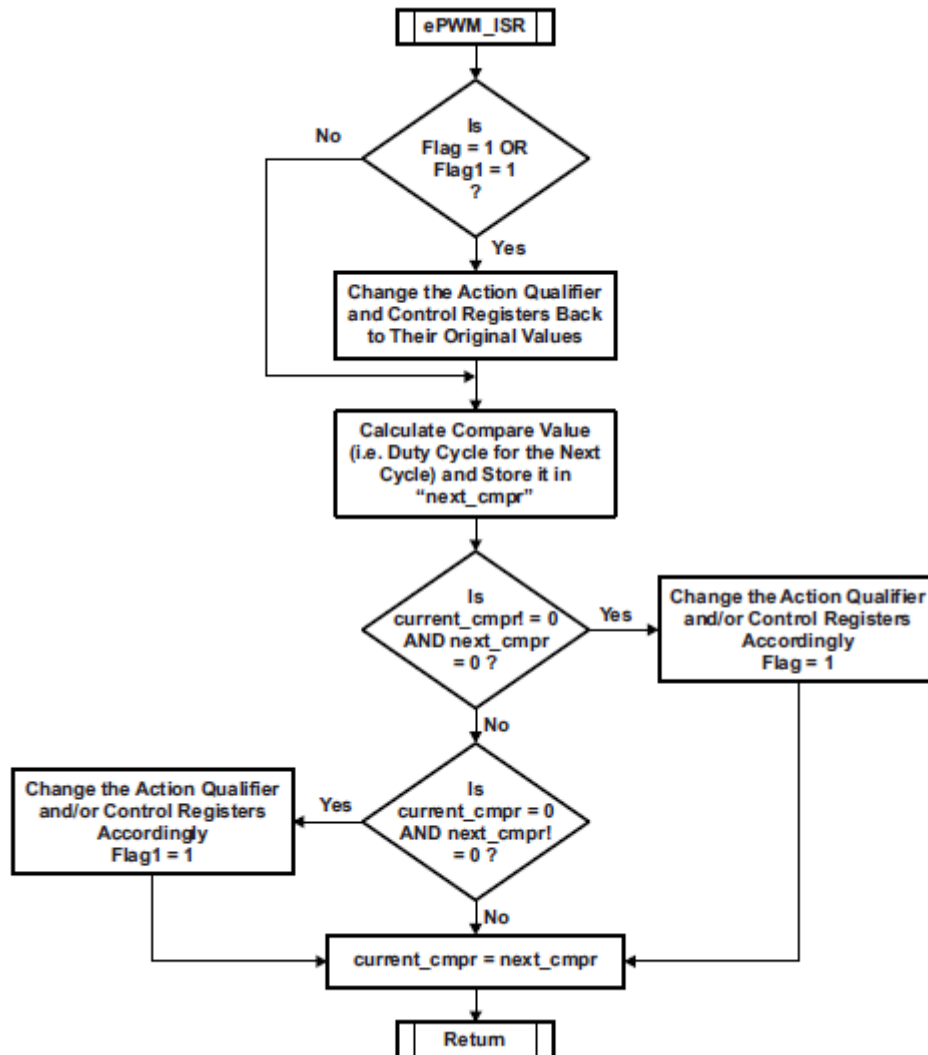 ePWM_ISR
Is
Flag = 1 OR
Flag1 = 1
?
No
Yes
Change the Action Qualifier
and Control Registers Back
to Their Original Values
Calculate Compare Value
(i.e. Duty Cycle for the Next
Cycle) and Store it in
“next_cmpr”
Is
current_cmpr! = 0
AND next_cmpr
= 0 ?
Yes
Change the Action Qualifier
and/or Control Registers
Accordingly
Flag = 1
No
Is
current_cmpr = 0
AND next_cmpr!
= 0 ?
Yes
Change the Action Qualifier
and/or Control Registers
Accordingly
Flag1 = 1
No
current_cmpr = next_cmpr
Return